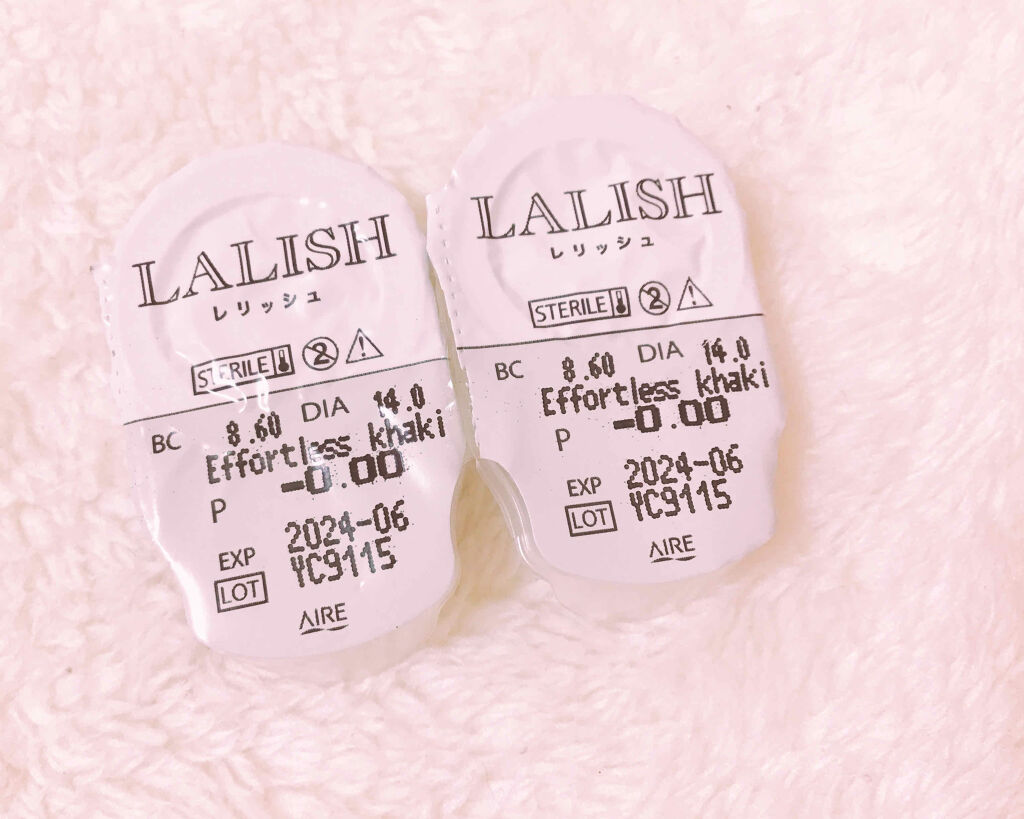 LALISH
レリッシュ
STERILE
BC 8.60 DIA 14.0
Effortless khaki
P -0.00
EXP 2024-06
LOT YC9115
AIRE
LALISH
レリッシュ
STERILE
BC 8.60 DIA 14.0
Effortless khaki
P -0.00
EXP 2024-06
LOT YC9115
AIRE